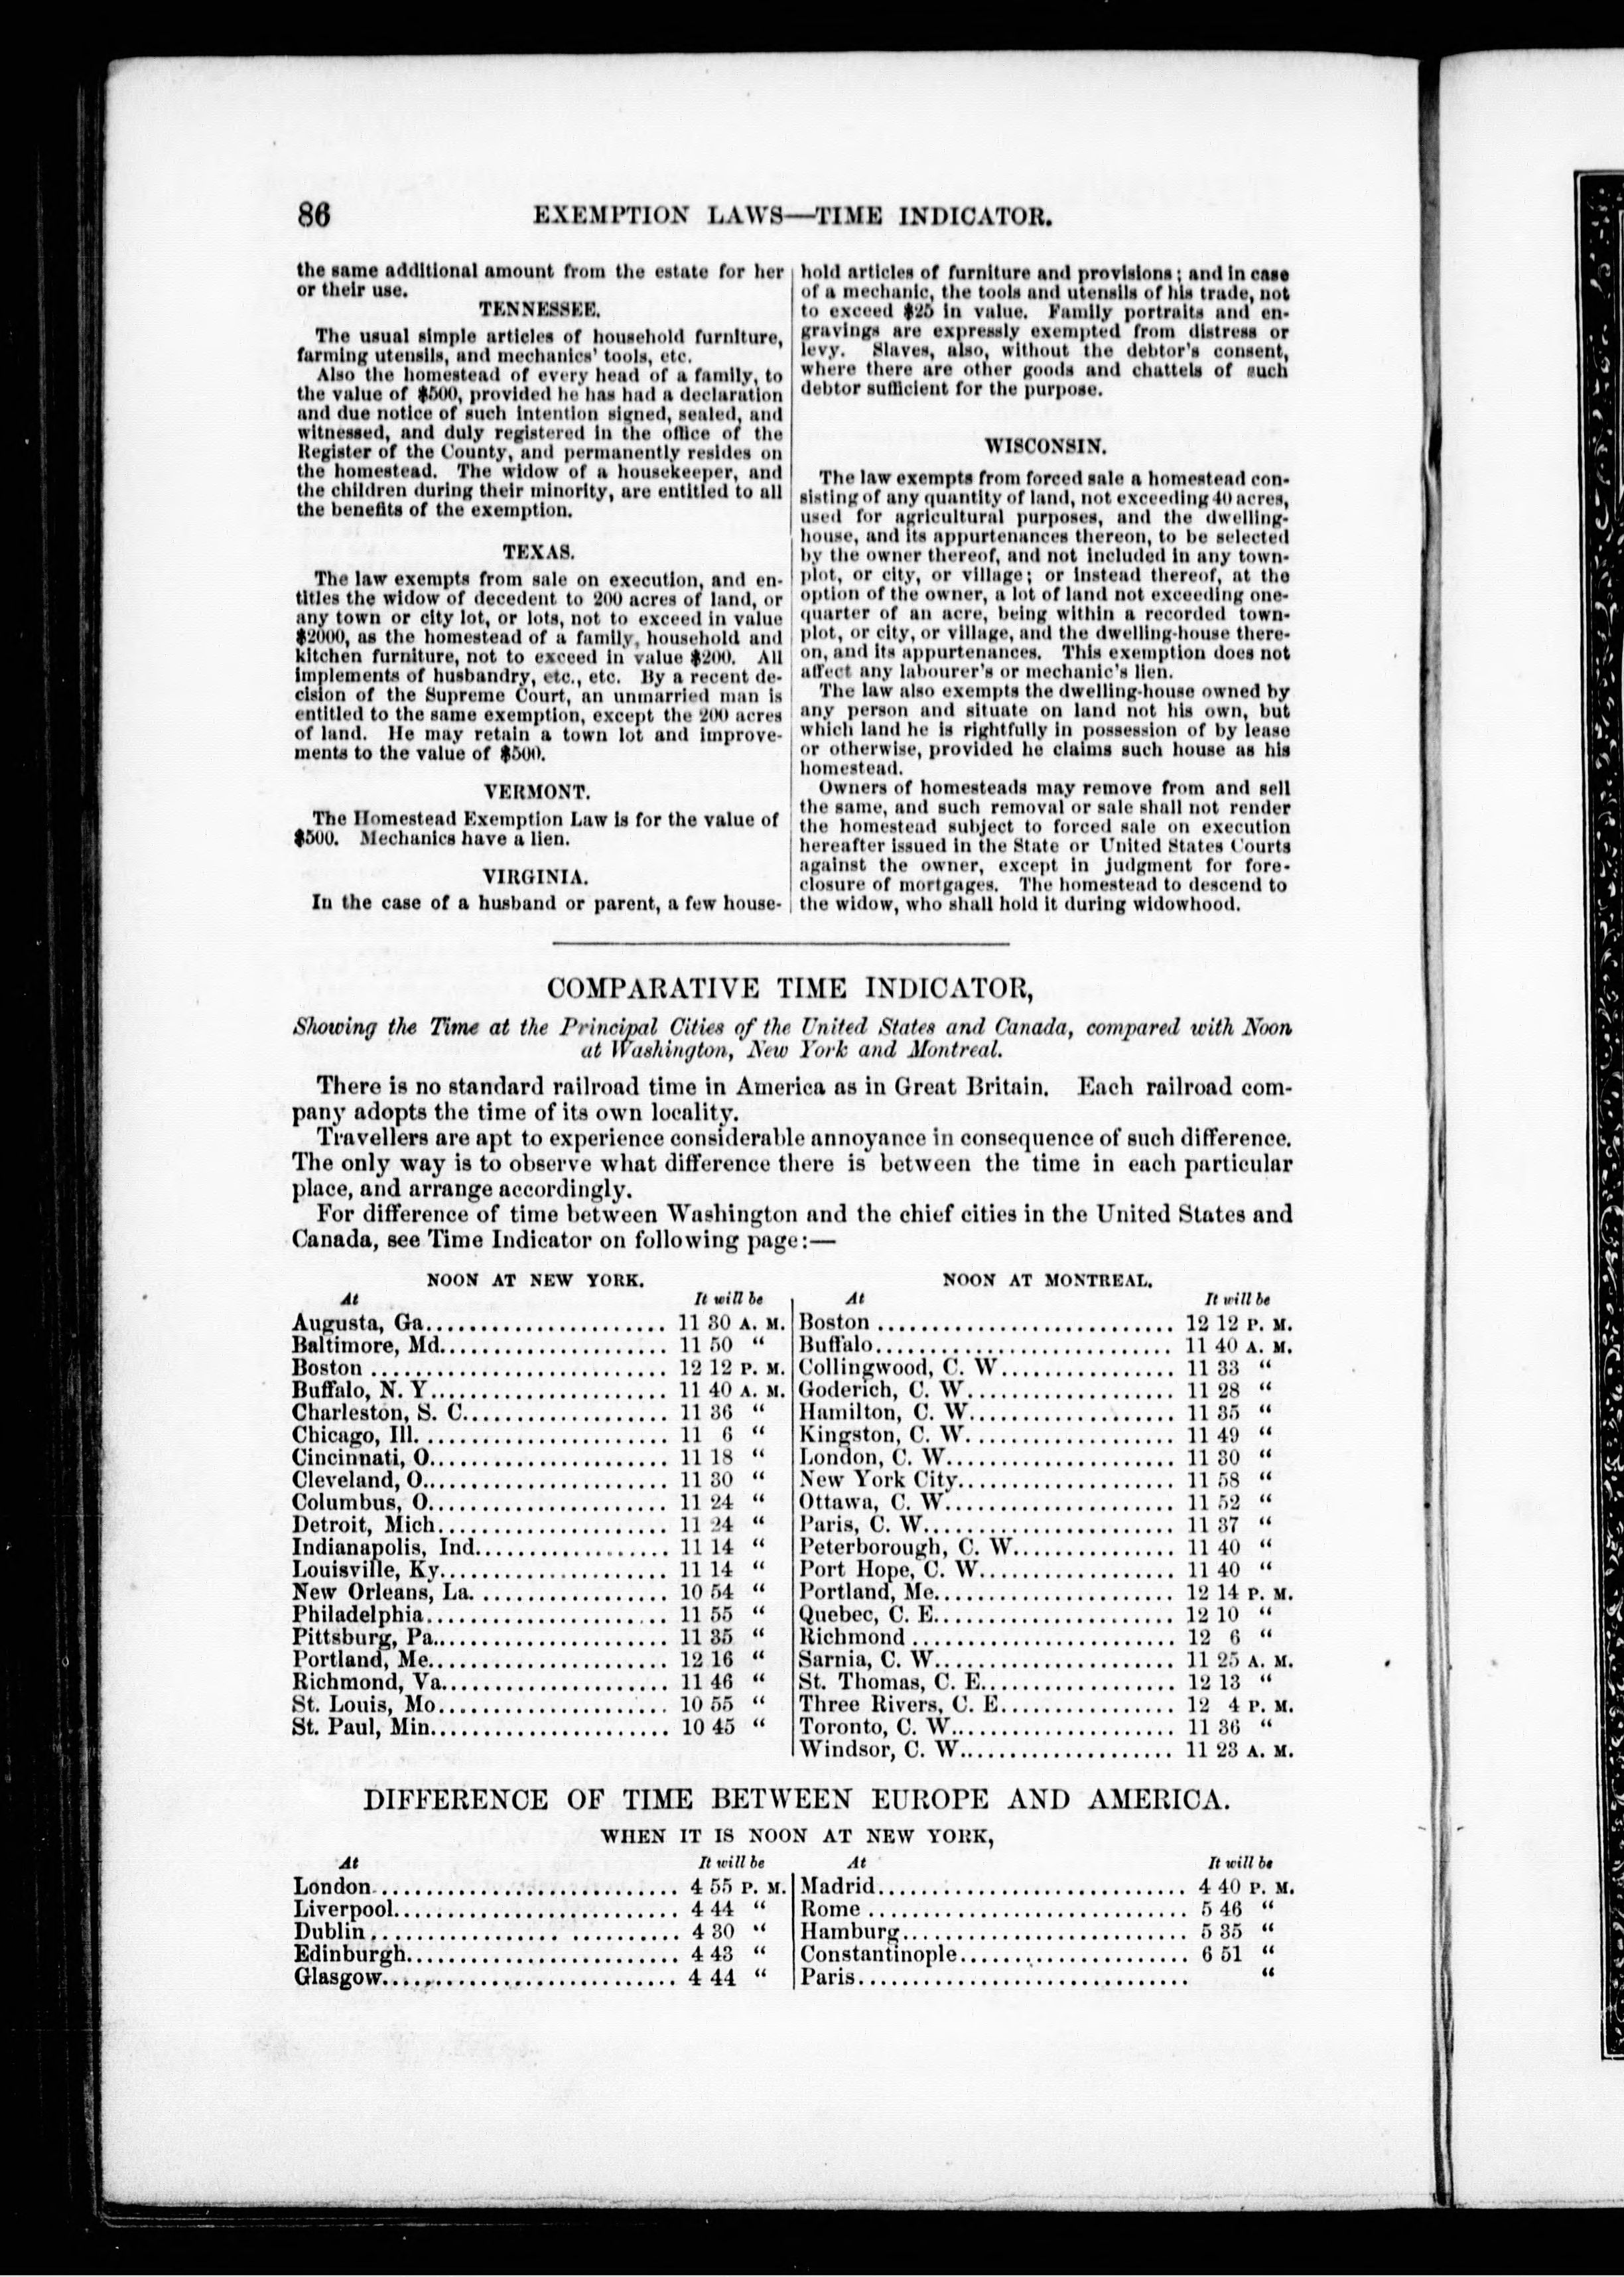 86 EXEMPTION LAWS—TIME INDICATOR.
the same additional amount from the estate for her
or their use.
TENNESSEE.
The usual simple articles of household furniture,
farming utensils, and mechanics' tools, etc.
Also the homestead of every head of a family, to
the value of $500, provided he has had a declaration
and due notice of such intention signed, sealed, and
witnessed, and duly registered in the office of the
Register of the County, and permanently resides on
the homestead. The widow of a housekeeper, and
the children during their minority, are entitled to all
the benefits of the exemption.
TEXAS.
The law exempts from sale on execution, and en-
titles the widow of decedent to 200 acres of land, or
any town or city lot, or lots, not to exceed in value
$2000, as the homestead of a family, household and
kitchen furniture, not to exceed in value $200. All
implements of husbandry, etc., etc. By a recent de-
cision of the Supreme Court, an unmarried man is
entitled to the same exemption, except the 200 acres
of land. He may retain a town lot and improve-
ments to the value of $500.
VERMONT.
The Homestead Exemption Law is for the value of
$500. Mechanics have a lien.
VIRGINIA.
In the case of a husband or parent, a few house-
hold articles of furniture and provisions; and in case
of a mechanic, the tools and utensils of his trade, not
to exceed $25 in value. Family portraits and en-
gravings are expressly exempted from distress or
levy. Slaves, also, without the debtor's consent,
where there are other goods and chattels of such
debtor sufficient for the purpose.
WISCONSIN.
The law exempts from forced sale a homestead con-
sisting of any quantity of land, not exceeding 40 acres,
used for agricultural purposes, and the dwelling-
house, and its appurtenances thereon, to be selected
by the owner thereof, and not included in any town-
plot, or city, or village; or instead thereof, at the
option of the owner, a lot of land not exceeding one-
quarter of an acre, being within a recorded town-
plot, or city, or village, and the dwelling-house there-
on, and its appurtenances. This exemption does not
affect any labourer's or mechanic's lien.
The law also exempts the dwelling-house owned by
any person and situate on land not his own, but
which land he is rightfully in possession of by lease
or otherwise, provided he claims such house as his
homestead.
Owners of homesteads may remove from and sell
the same, and such removal or sale shall not render
the homestead subject to forced sale on execution
hereafter issued in the State or United States Courts
against the owner, except in judgment for fore-
closure of mortgages. The homestead to descend to
the widow, who shall hold it during widowhood.
COMPARATIVE TIME INDICATOR,
Showing the Time at the Principal Cities of the United States and Canada, compared with Noon
at Washington, New York and Montreal.
There is no standard railroad time in America as in Great Britain. Each railroad com-
pany adopts the time of its own locality.
Travellers are apt to experience considerable annoyance in consequence of such difference.
The only way is to observe what difference there is between the time in each particular
place, and arrange accordingly.
For difference of time between Washington and the chief cities in the United States and
Canada, see Time Indicator on following page:—
NOON AT NEW YORK.
At It will be
Augusta, Ga. 11 30 A. M.
Baltimore, Md. 11 50 "
Boston 12 12 P. M.
Buffalo, N. Y. 11 40 A. M.
Charleston, S. C. 11 36 "
Chicago, Ill. 11 6 "
Cincinnati, O. 11 18 "
Cleveland, O. 11 30 "
Columbus, O. 11 24 "
Detroit, Mich. 11 24 "
Indianapolis, Ind. 11 14 "
Louisville, Ky. 11 14 "
New Orleans, La. 10 54 "
Philadelphia 11 55 "
Pittsburg, Pa. 11 35 "
Portland, Me. 12 16 "
Richmond, Va. 11 46 "
St. Louis, Mo. 10 55 "
St. Paul, Min. 10 45 "
NOON AT MONTREAL.
At It will be
Boston 12 12 P. M.
Buffalo 11 40 A. M.
Collingwood, C. W. 11 33 "
Goderich, C. W. 11 28 "
Hamilton, C. W. 11 35 "
Kingston, C. W. 11 49 "
London, C. W. 11 30 "
New York City 11 58 "
Ottawa, C. W. 11 52 "
Paris, C. W. 11 37 "
Peterborough, C. W. 11 40 "
Port Hope, C. W. 11 40 "
Portland, Me. 12 14 P. M.
Quebec, C. E. 12 10 "
Richmond 12 6 "
Sarnia, C. W. 11 25 A. M.
St. Thomas, C. E. 12 13 "
Three Rivers, C. E. 12 4 P. M.
Toronto, C. W. 11 36 "
Windsor, C. W. 11 23 A. M.
DIFFERENCE OF TIME BETWEEN EUROPE AND AMERICA.
WHEN IT IS NOON AT NEW YORK,
At It will be
London 4 55 P. M.
Liverpool 4 44 "
Dublin 4 30 "
Edinburgh 4 43 "
Glasgow 4 44 "
At It will be
Madrid 4 40 P. M.
Rome 5 46 "
Hamburg 5 35 "
Constantinople 6 51 "
Paris "